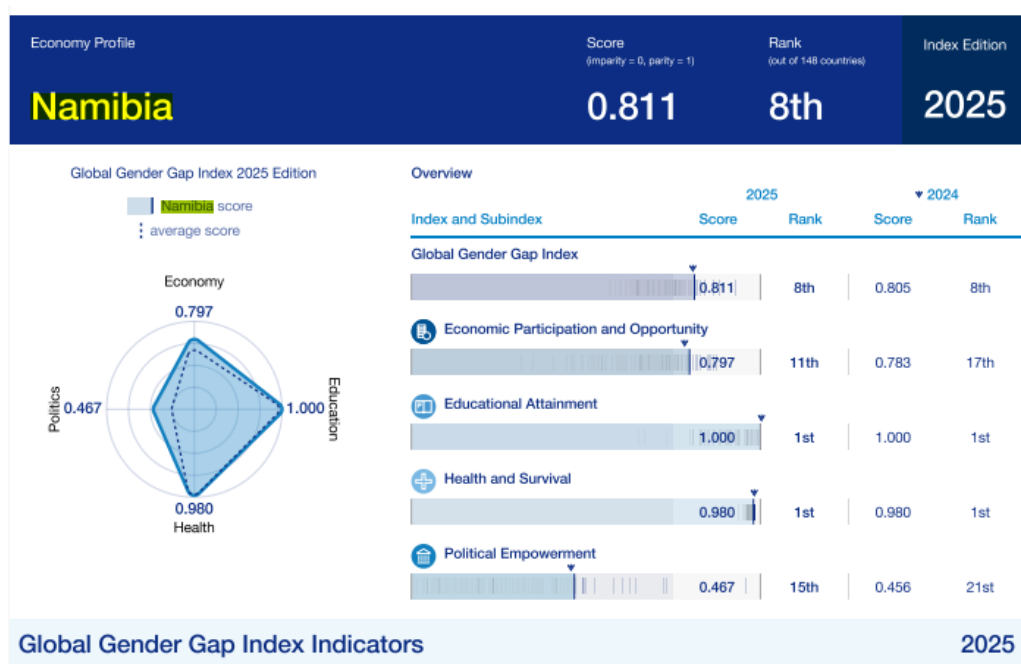 Economy Profile
Score
Rank
Index Edition
(imparity = 0, parity = 1)
(out of 148 countries)
Namibia
0.811
8th
2025
Global Gender Gap Index 2025 Edition
Namibia score
average score
Economy
0.797
Politics
0.467
1.000
Education
0.980
Health
Overview
2025
2024
Index and Subindex
Score
Rank
Score
Rank
Global Gender Gap Index
0.811 8th 0.805 8th
Economic Participation and Opportunity
0.797 11th 0.783 17th
Educational Attainment
1.000 1st 1.000 1st
Health and Survival
0.980 1st 0.980 1st
Political Empowerment
0.467 15th 0.456 21st
Global Gender Gap Index Indicators 2025